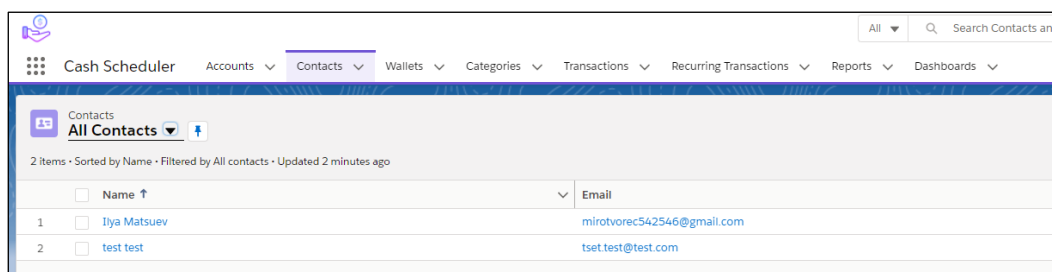 All Search Contacts an
Cash Scheduler Accounts Contacts Wallets Categories Transactions Recurring Transactions Reports Dashboards
Contacts
All Contacts
2 items • Sorted by Name • Filtered by All contacts • Updated 2 minutes ago
Name Email
1 Ilya Matsuev mirotvorec542546@gmail.com
2 test test tset.test@test.com